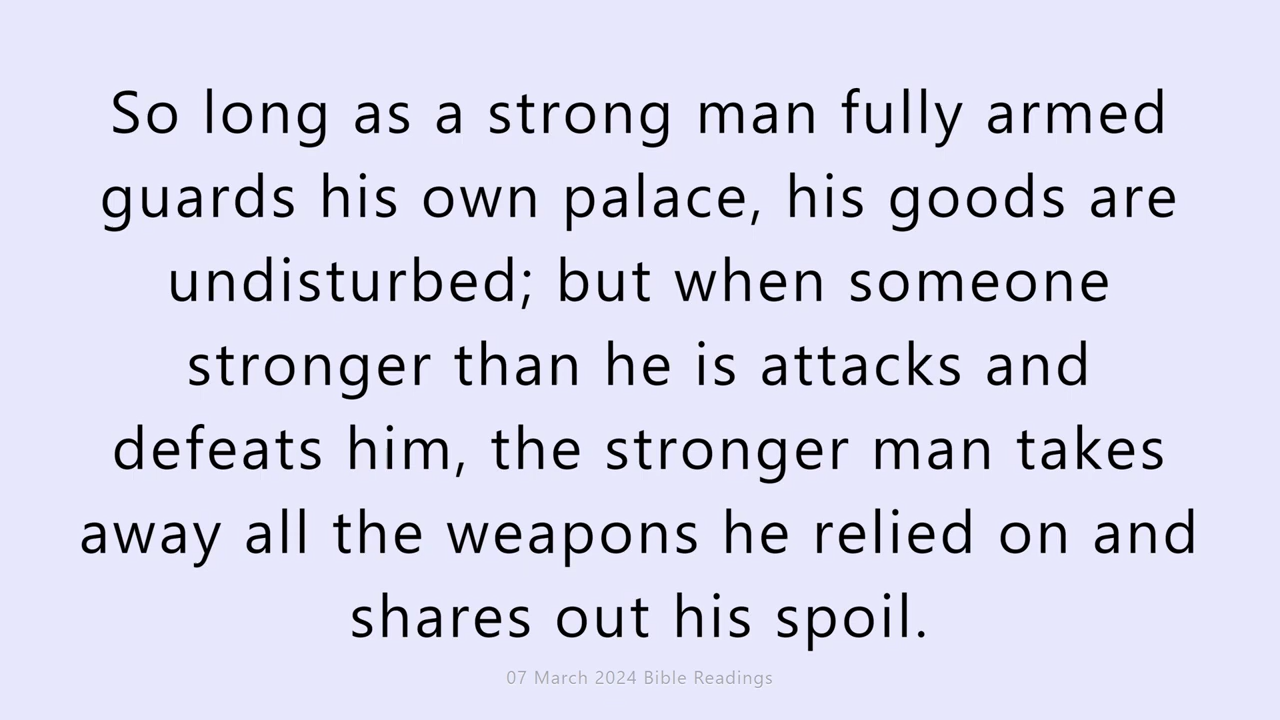 So long as a strong man fully armed
guards his own palace, his goods are
undisturbed; but when someone
stronger than he is attacks and
defeats him, the stronger man takes
away all the weapons he relied on and
shares out his spoil.
07 March 2024 Bible Readings